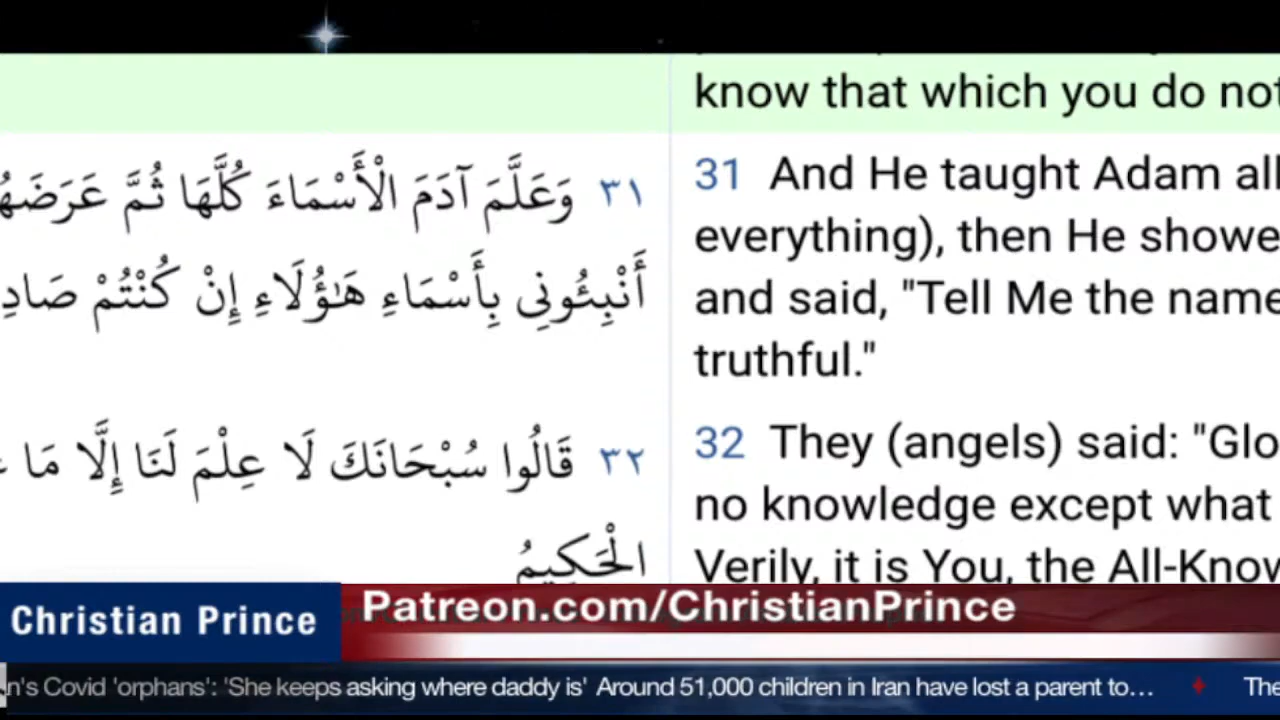 know that which you do not
٣١ وَعَلَّمَ آدَمَ الْأَسْمَاءَ كُلَّهَا ثُمَّ
أَنْبِئُونِي بِأَسْمَاءِ هَٰؤُلَاءِ إِنْ كُنْتُمْ
31 And He taught Adam all
everything), then He showe
and said, "Tell Me the name
truthful."
٣٢ قَالُوا سُبْحَانَكَ لَا عِلْمَ لَنَا إِلَّا مَا
الْحَكِيمُ
32 They (angels) said: "Glo
no knowledge except what
Verily, it is You, the All-Know
Christian Prince
Patreon.com/ChristianPrince
n's Covid 'orphans': 'She keeps asking where daddy is' Around 51,000 children in Iran have lost a parent to… The